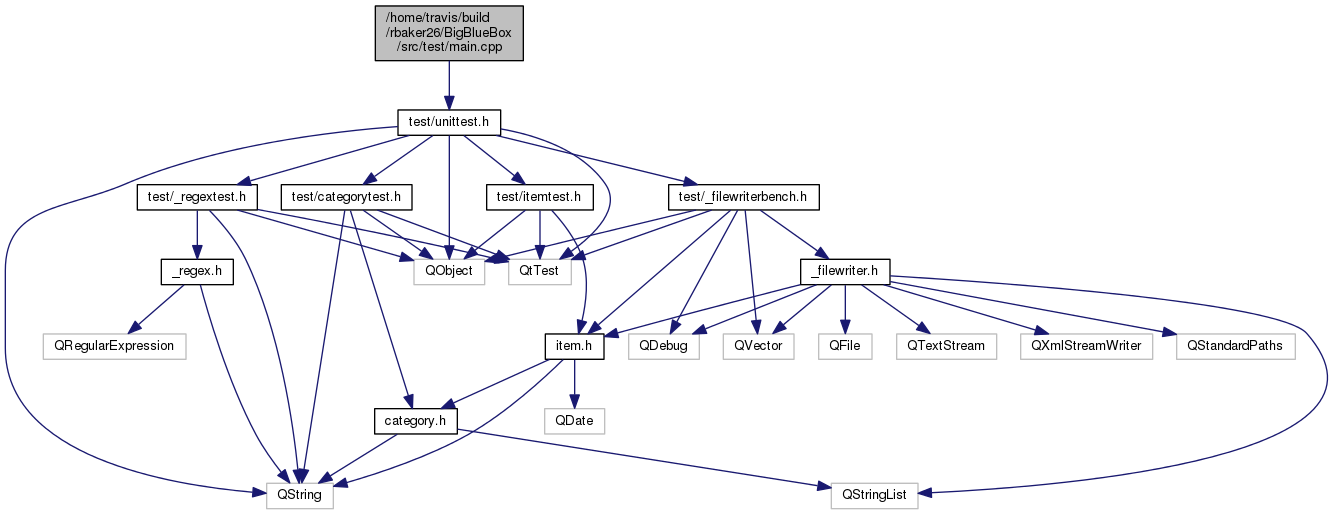 /home/travis/build
/rbaker26/BigBlueBox
/src/test/main.cpp
test/unittest.h
test/_regextest.h
test/categorytest.h
test/itemtest.h
test/_filewriterbench.h
_regex.h
QObject
QtTest
_filewriter.h
QRegularExpression
item.h
QDebug
QVector
QFile
QTextStream
QXmlStreamWriter
QStandardPaths
category.h
QDate
QString
QStringList